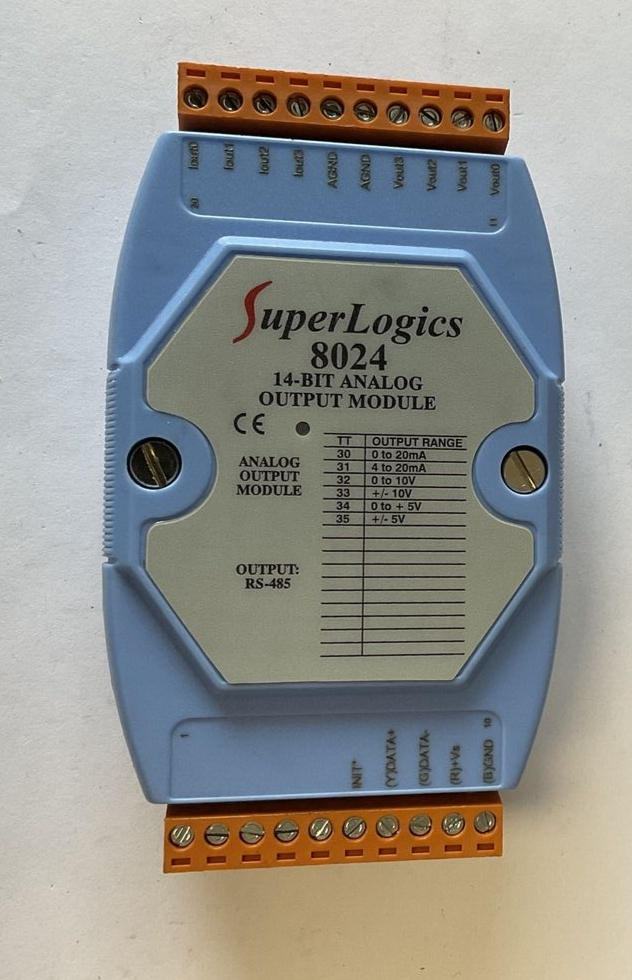 Iout0 Iout1 Iout2 Iout3 AGND AGND Vout3 Vout2 Vout1 Vout0
20 11
SuperLogics
8024
14-BIT ANALOG
OUTPUT MODULE
CE
TT OUTPUT RANGE
30 0 to 20mA
31 4 to 20mA
32 0 to 10V
33 +/- 10V
34 0 to + 5V
35 +/- 5V
ANALOG
OUTPUT
MODULE
OUTPUT:
RS-485
1 10
INIT* (Y)DATA+ (G)DATA- (R)+Vs (B)GND